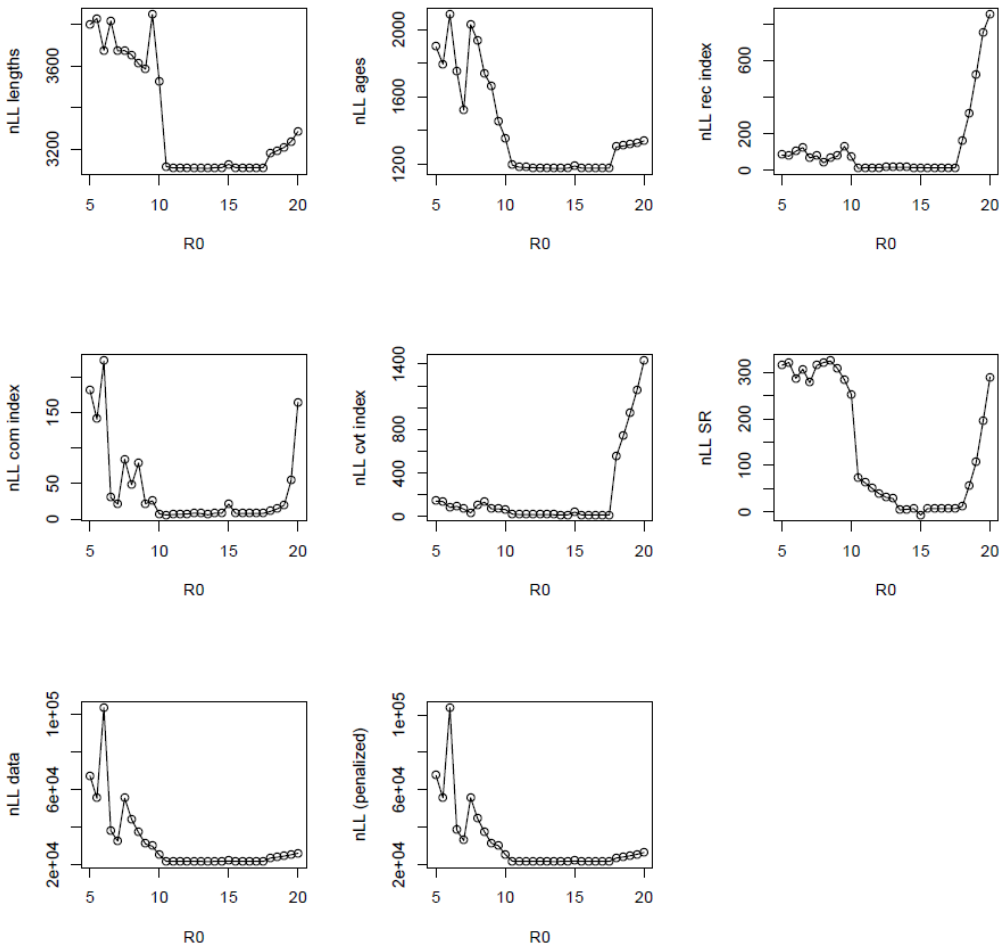 nLL lengths
3200 3600
5 10 15 20
R0
nLL ages
1200 1600 2000
5 10 15 20
R0
nLL rec index
0 200 600
5 10 15 20
R0
nLL com index
0 50 150
5 10 15 20
R0
nLL cvt index
0 400 800 1400
5 10 15 20
R0
nLL SR
0 100 200 300
5 10 15 20
R0
nLL data
2e+04 6e+04 1e+05
5 10 15 20
R0
nLL (penalized)
2e+04 6e+04 1e+05
5 10 15 20
R0